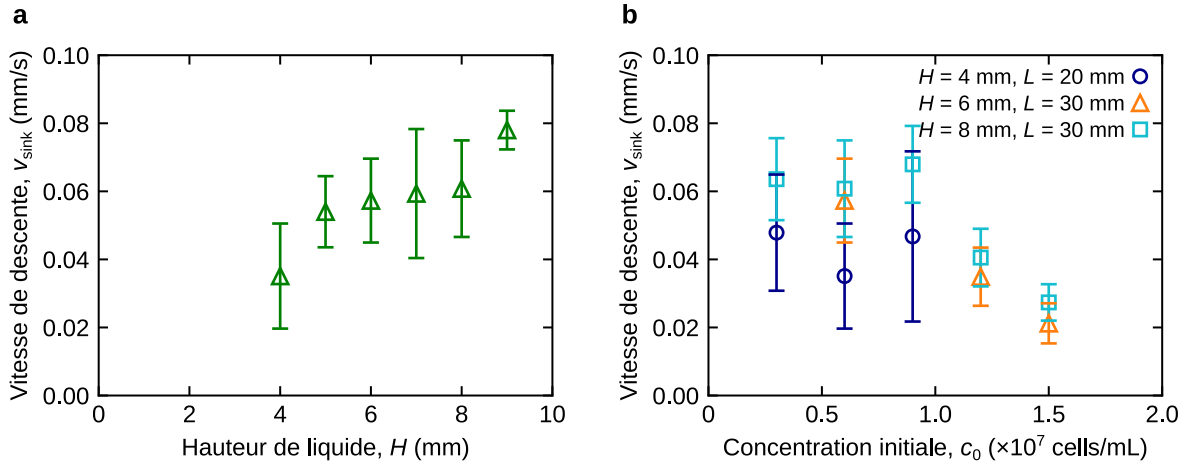 a
0.10
0.08
0.06
0.04
0.02
0.00
0
2
4
6
8
10
Vitesse de descente, vsink (mm/s)
Hauteur de liquide, H (mm)
b
H = 4 mm, L = 20 mm
H = 6 mm, L = 30 mm
H = 8 mm, L = 30 mm
0.10
0.08
0.06
0.04
0.02
0.00
0
0.5
1.0
1.5
2.0
Vitesse de descente, vsink (mm/s)
Concentration initiale, c0 (×10⁷ cells/mL)